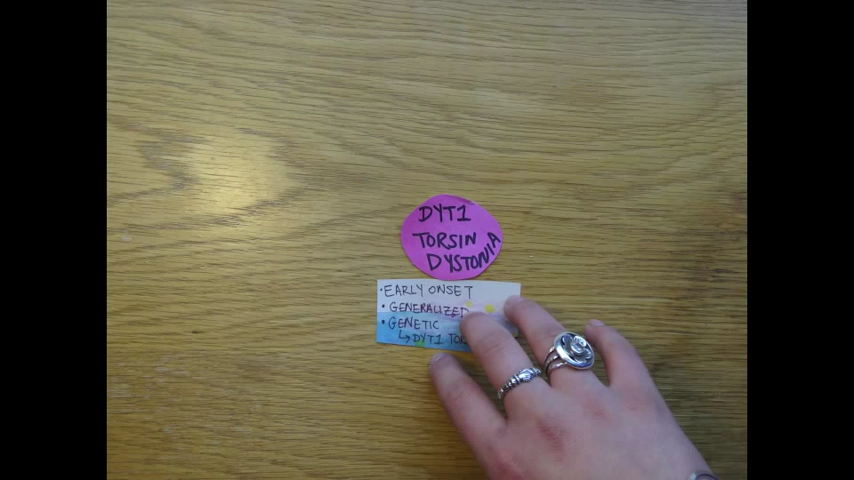 DYT1
TORSIN
DYSTONIA
• EARLY ONSET
• GENERALIZED
• GENETIC
↳ DYT1